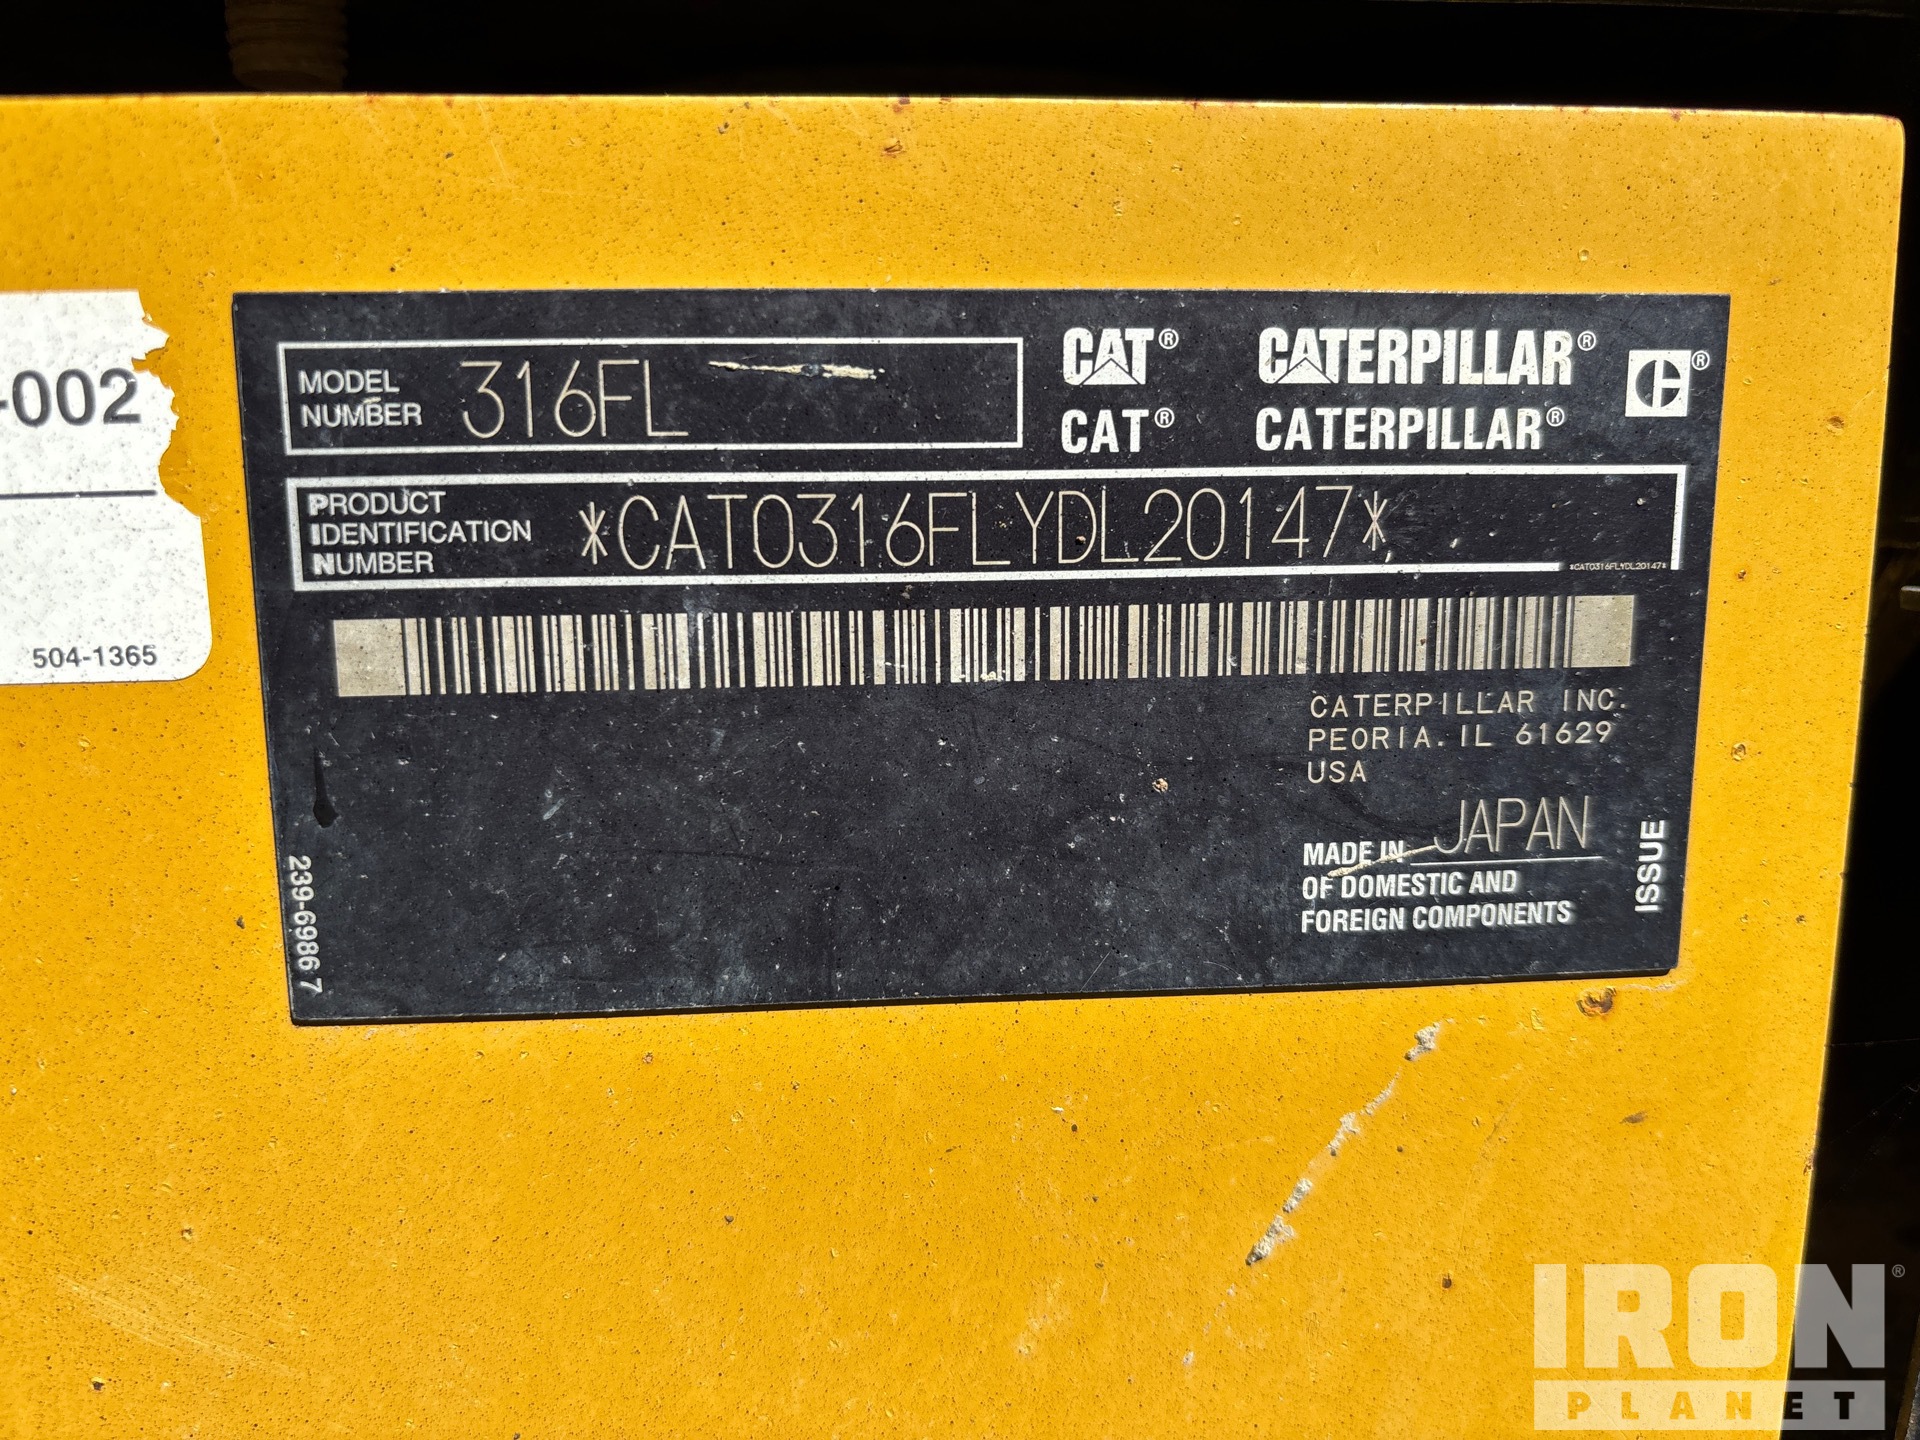 -002
504-1365
MODEL
NUMBER
316FL
CAT® CATERPILLAR®
CAT® CATERPILLAR®
PRODUCT
IDENTIFICATION
NUMBER
*CAT0316FLYDL20147*
*CAT0316FLYDL20147*
CATERPILLAR INC.
PEORIA. IL 61629
USA
MADE IN JAPAN
OF DOMESTIC AND
FOREIGN COMPONENTS
ISSUE
239-6986 7
IRON®
PLANET